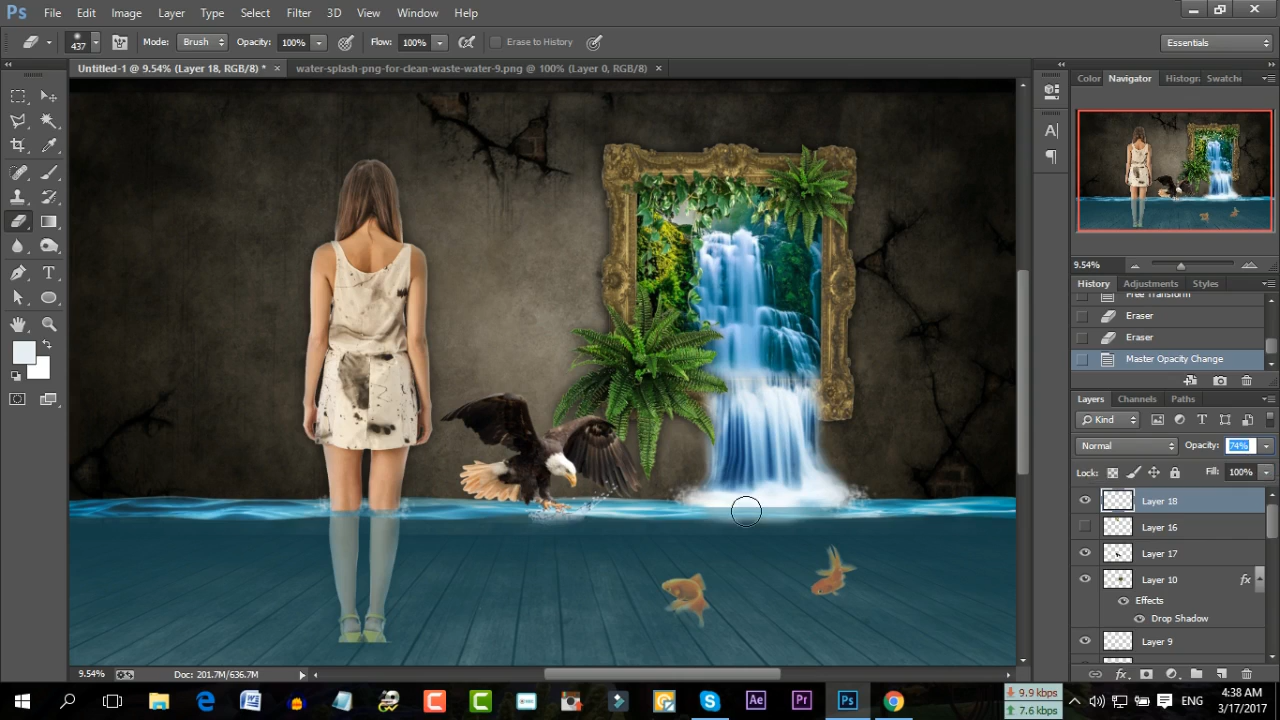 Ps File Edit Image Layer Type Select Filter 3D View Window Help
437 Mode: Brush Opacity: 100% Flow: 100% Erase to History Essentials
Untitled-1 @ 9.54% (Layer 18, RGB/8) * × water-splash-png-for-clean-waste-water-9.png @ 100% (Layer 0, RGB/8) ×
Color Navigator Histogr Swatche
9.54%
History Adjustments Styles
Free Transform
Eraser
Eraser
Master Opacity Change
Layers Channels Paths
Kind
Normal Opacity: 74%
Lock: Fill: 100%
Layer 18
Layer 16
Layer 17
Layer 10 fx
Effects
Drop Shadow
Layer 9
9.54% Doc: 201.7M/636.7M
Ae Pr Ps
9.9 kbps
7.6 kbps
ENG
4:38 AM
3/17/2017